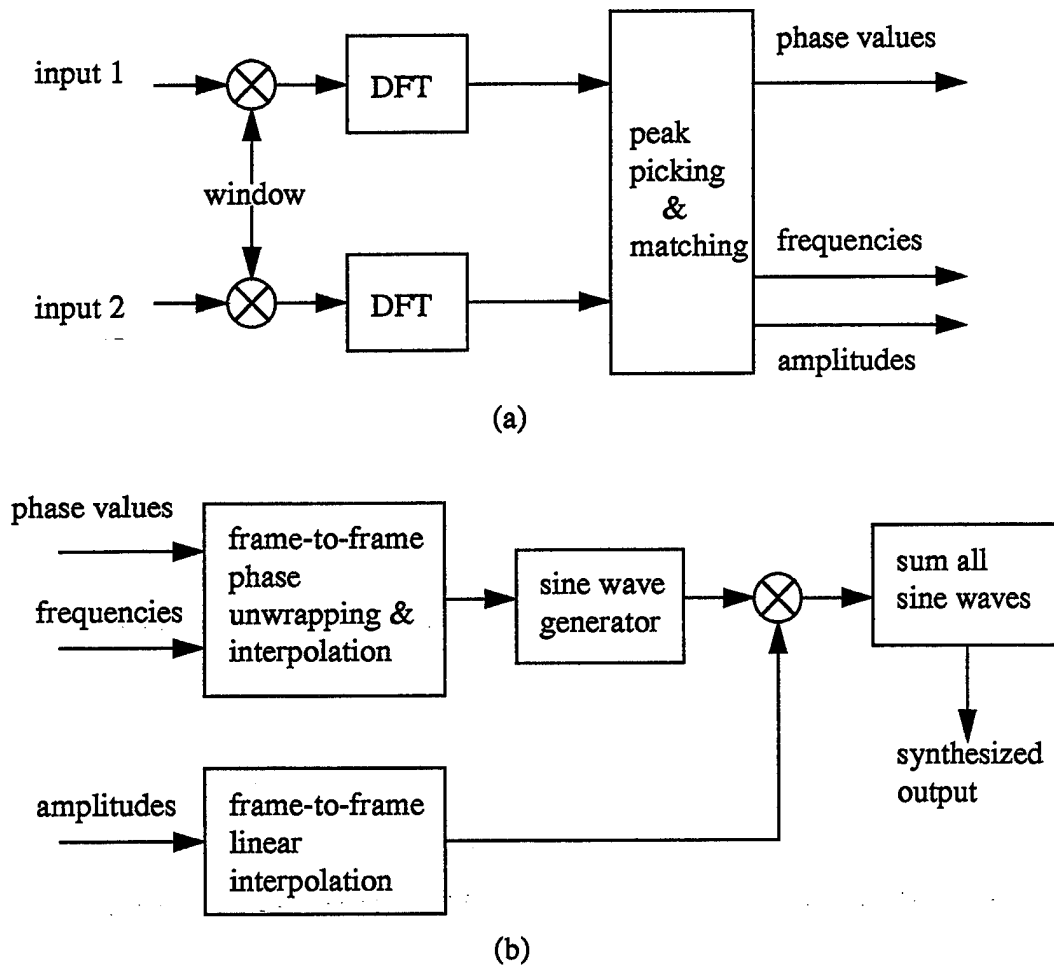 input 1
DFT
window
input 2
DFT
peak
picking
&
matching
phase values
frequencies
amplitudes
(a)
phase values
frequencies
frame-to-frame
phase
unwrapping &
interpolation
sine wave
generator
sum all
sine waves
synthesized
output
amplitudes
frame-to-frame
linear
interpolation
(b)